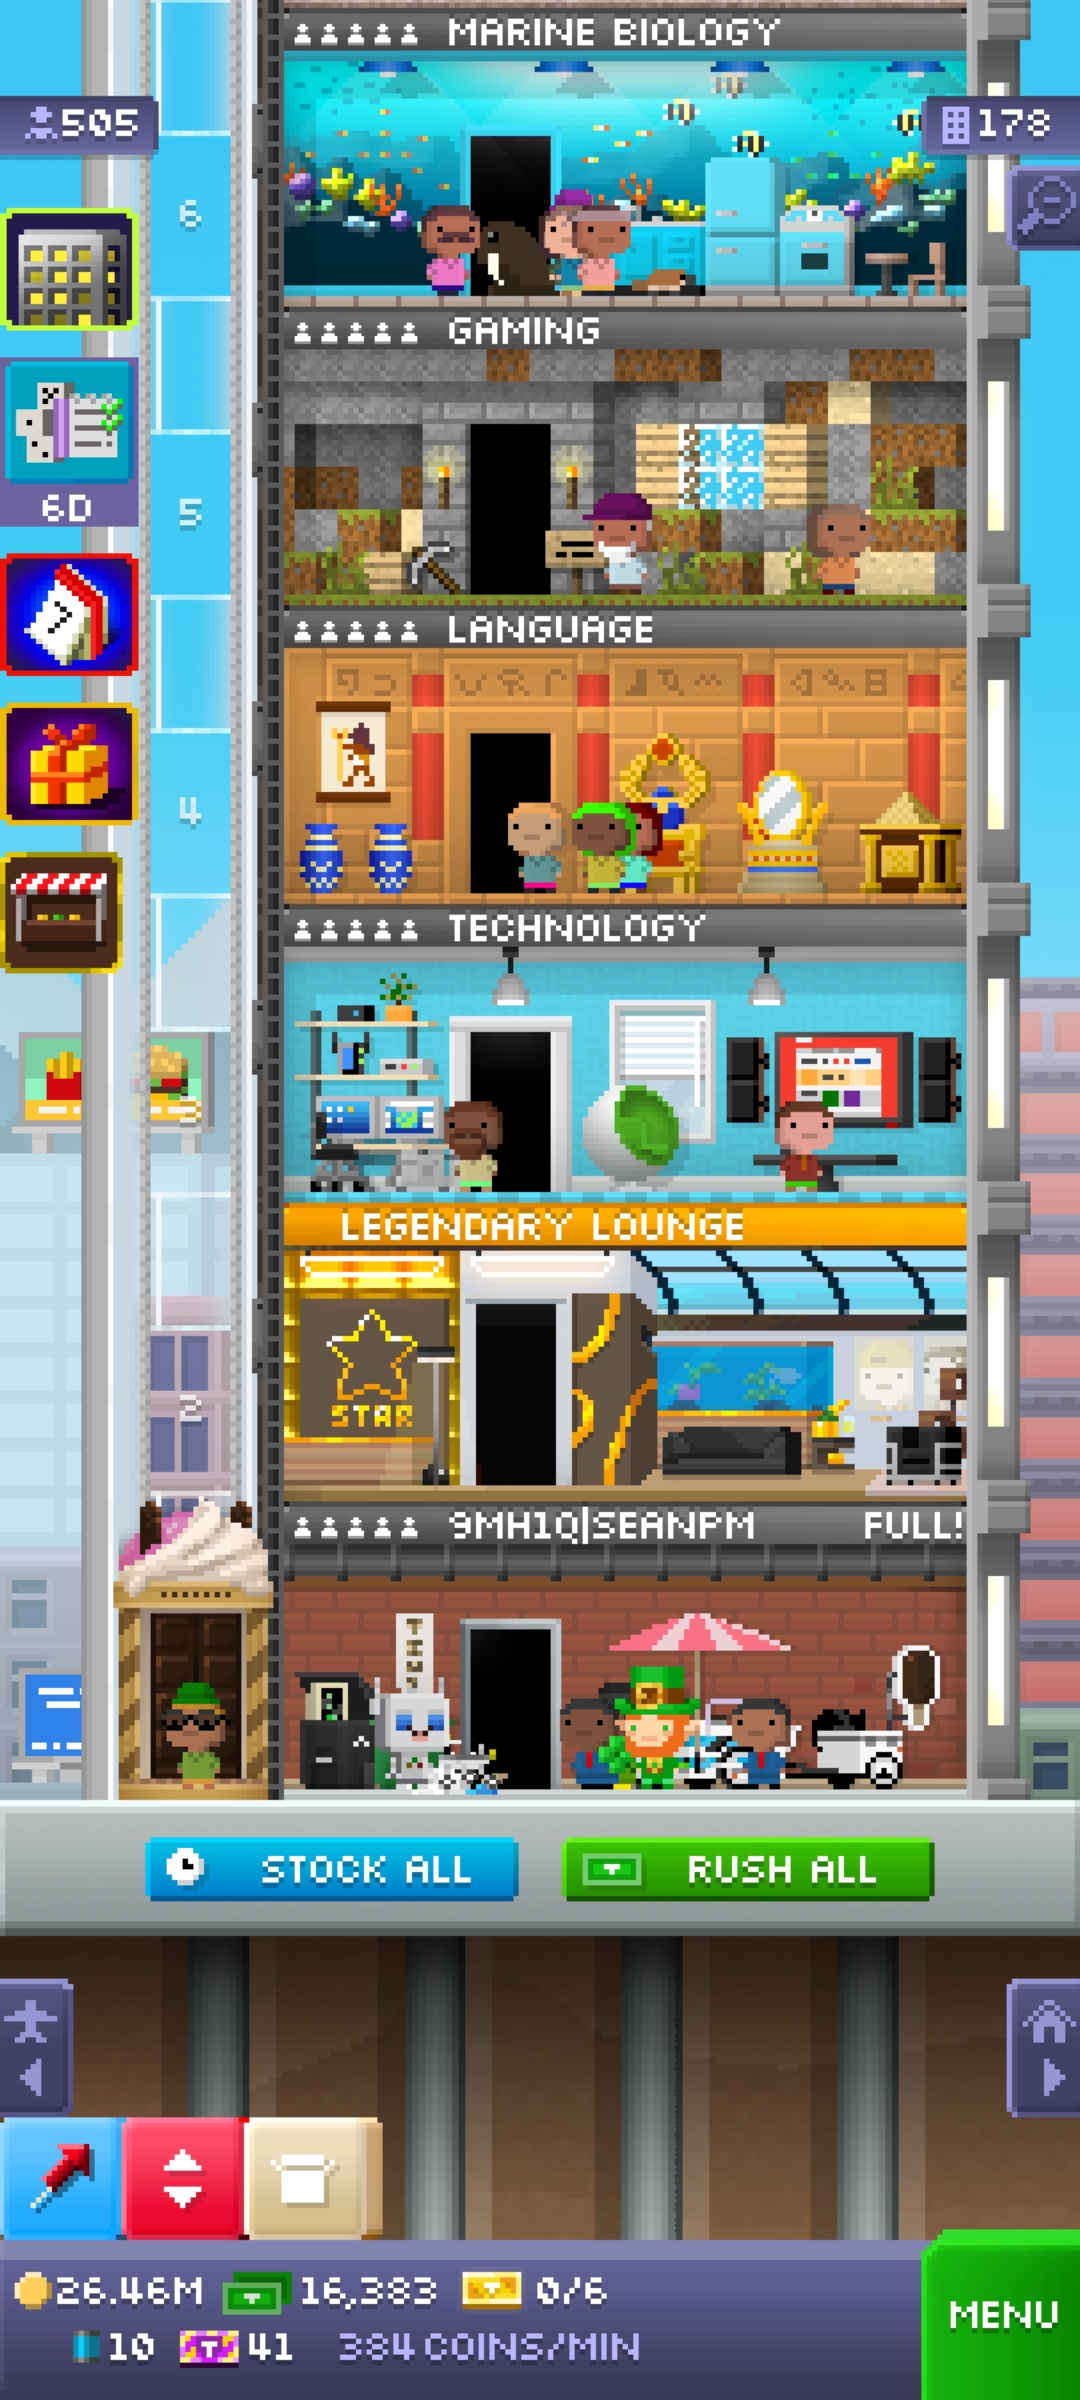 MARINE BIOLOGY
505
178
6
GAMING
6D
5
7
LANGUAGE
4
TECHNOLOGY
LEGENDARY LOUNGE
STAR
2
9MH1Q|SEANPM FULL!
STOCK ALL
RUSH ALL
26.46M 16,383 0/6
10 T 41 384 COINS/MIN
MENU